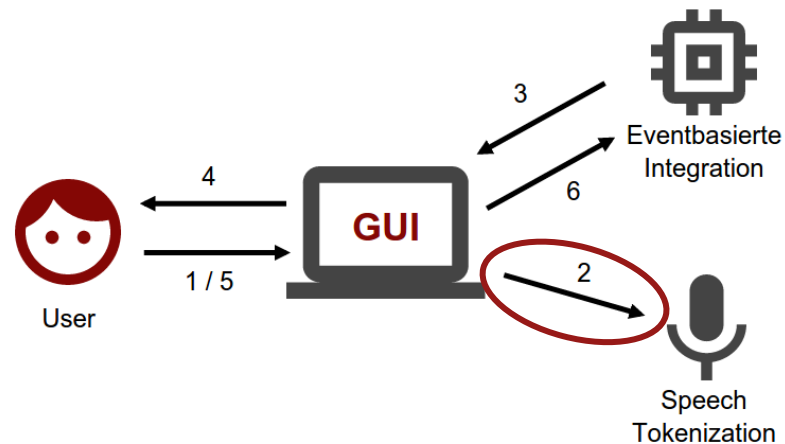 3
Eventbasierte
Integration
4
GUI
6
1 / 5
2
User
Speech
Tokenization